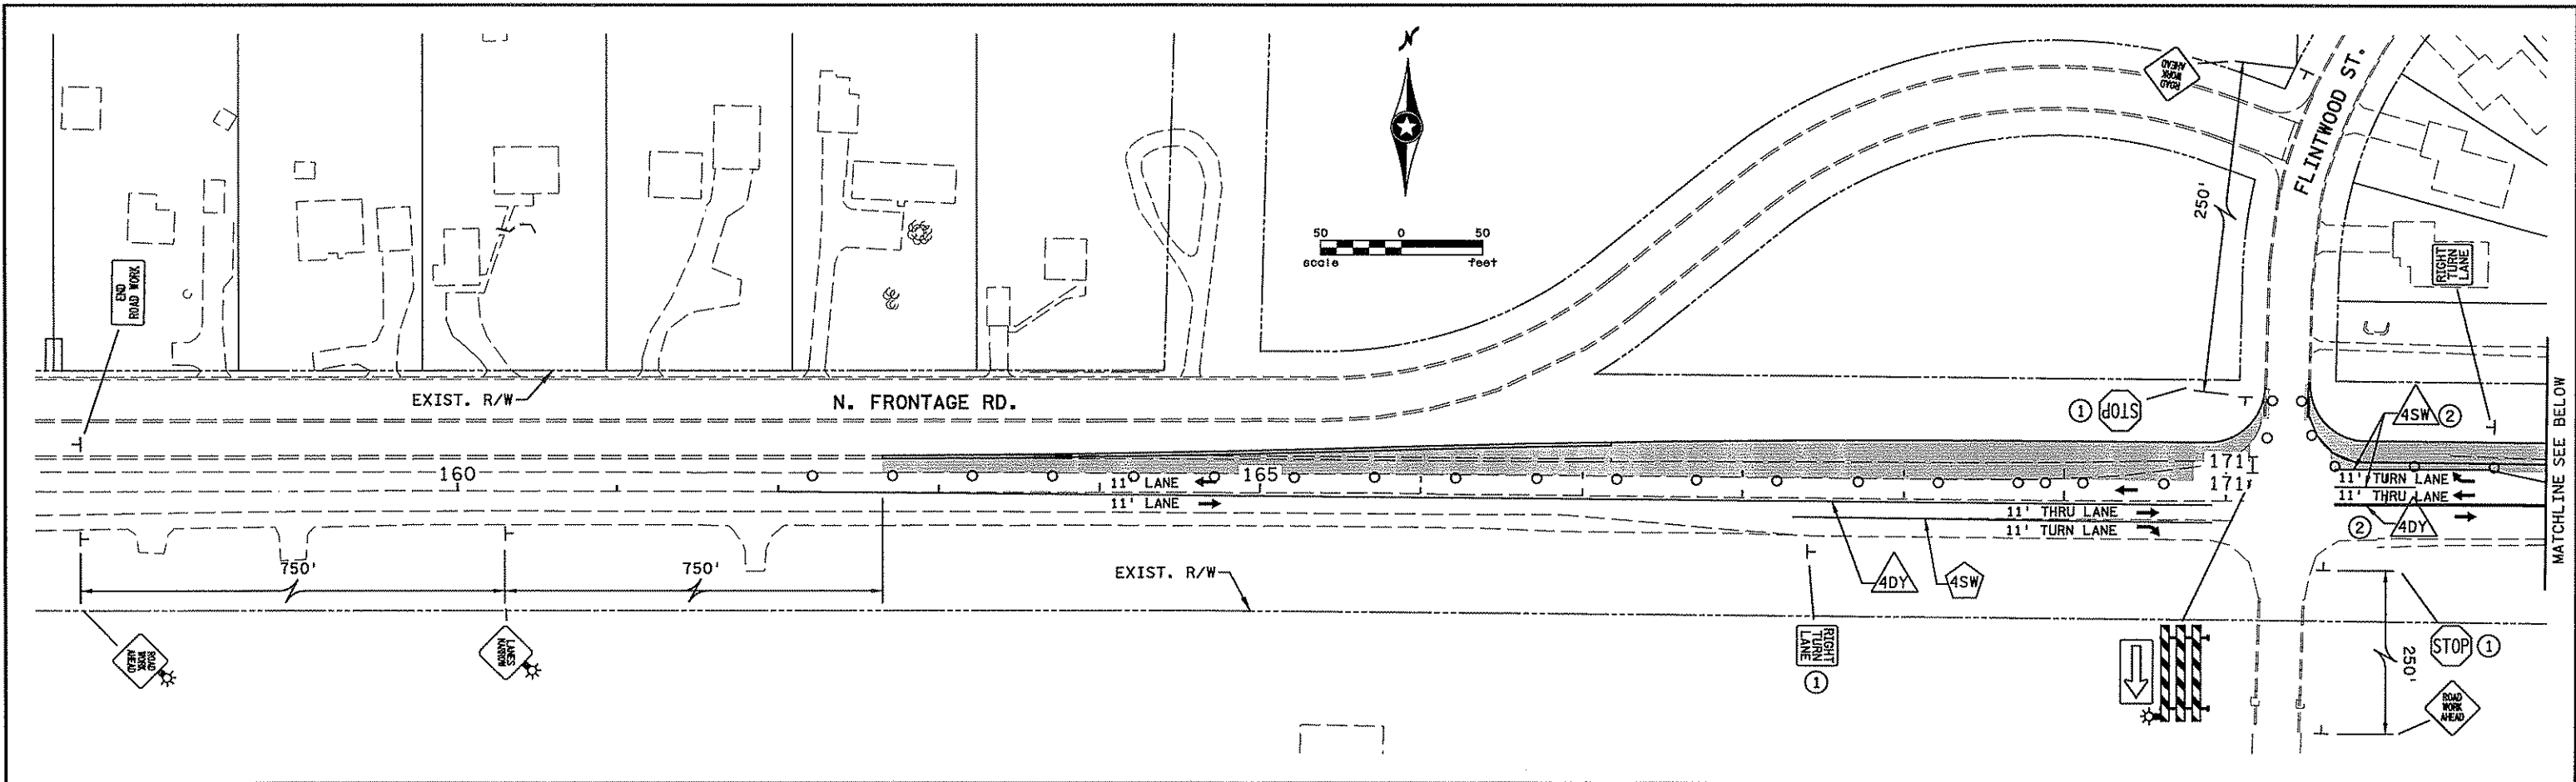 N
ROAD WORK AHEAD
FLINTWOOD ST.
250'
50 0 50
scale feet
END ROAD WORK
RIGHT TURN LANE
EXIST. R/W
N. FRONTAGE RD.
1 STOP
4SW 2
MATCHLINE SEE BELOW
160
165
171
171
11' LANE
11' LANE
11' TURN LANE
11' THRU LANE
11' THRU LANE
11' TURN LANE
2 4DY
750'
750'
EXIST. R/W
4DY
4SW
ROAD WORK AHEAD
LANES NARROW
RIGHT TURN LANE
1
STOP 1
250'
ROAD WORK AHEAD